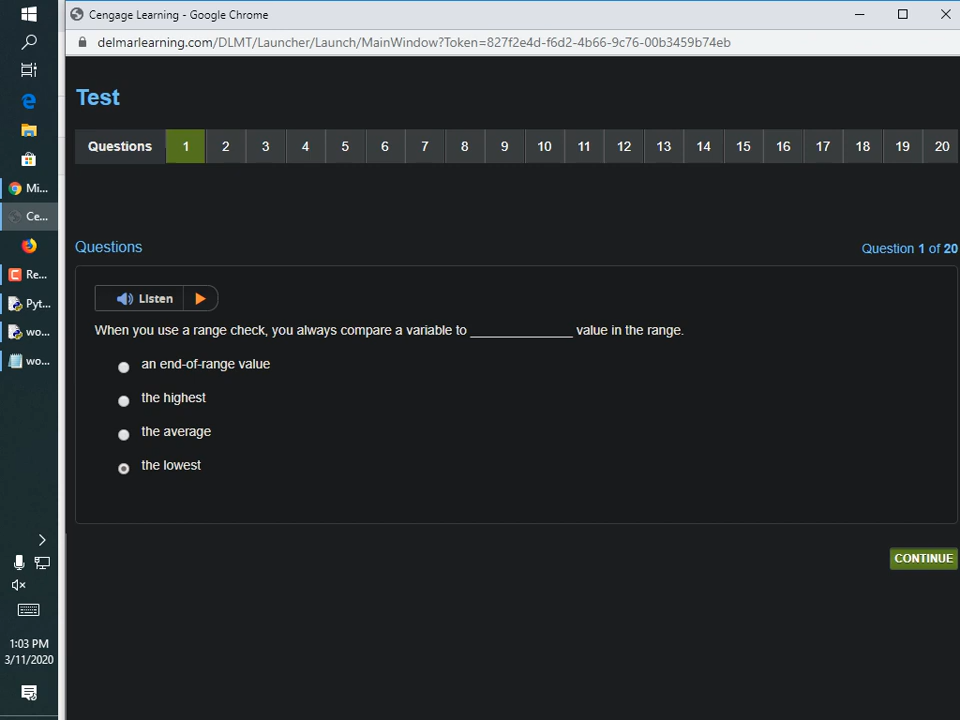 Cengage Learning - Google Chrome
delmarlearning.com/DLMT/Launcher/Launch/MainWindow?Token=827f2e4d-f6d2-4b66-9c76-00b3459b74eb
Test
Questions 1 2 3 4 5 6 7 8 9 10 11 12 13 14 15 16 17 18 19 20
Questions
Question 1 of 20
Listen
When you use a range check, you always compare a variable to ______________ value in the range.
an end-of-range value
the highest
the average
the lowest
CONTINUE
Mi...
Ce...
Re...
Pyt...
wo...
wo...
1:03 PM
3/11/2020